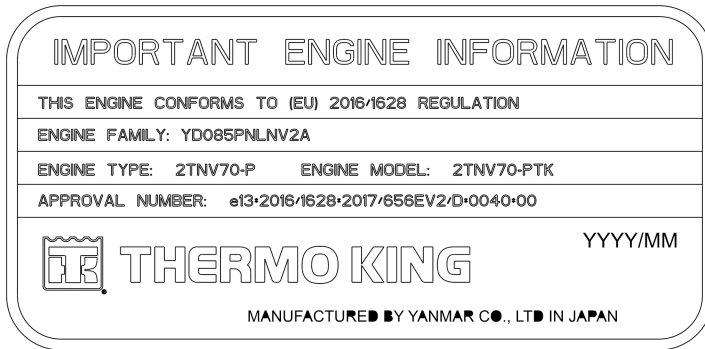 IMPORTANT ENGINE INFORMATION
THIS ENGINE CONFORMS TO (EU) 2016/1628 REGULATION
ENGINE FAMILY: YD085PNLNV2A
ENGINE TYPE: 2TNV70-P ENGINE MODEL: 2TNV70-PTK
APPROVAL NUMBER: e13*2016/1628*2017/656EV2/D*0040*00
YYYY/MM
TK THERMO KING
MANUFACTURED BY YANMAR CO., LTD IN JAPAN